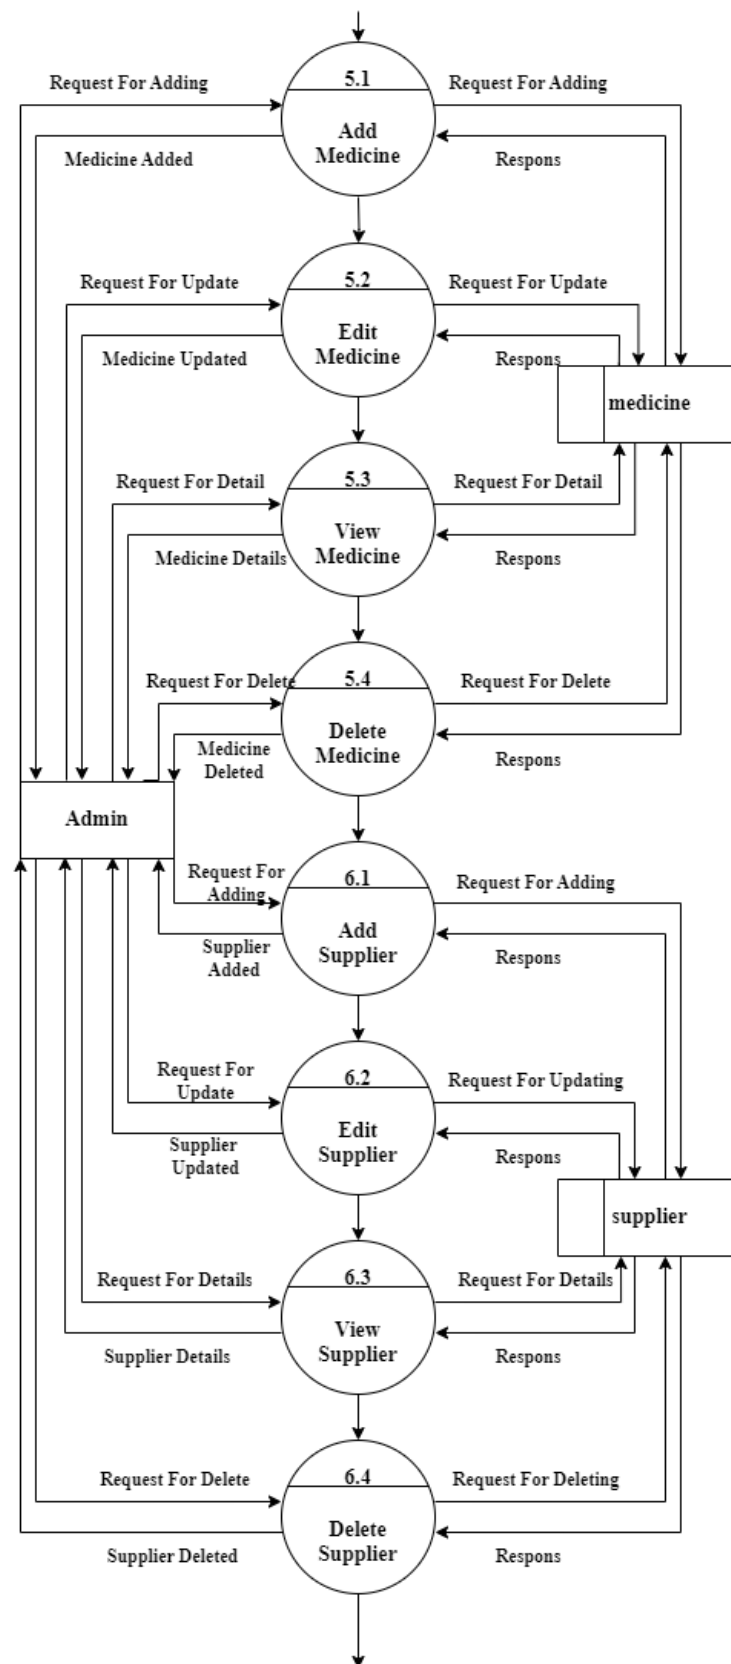 5.1
Request For Adding
Request For Adding
Add
Medicine
Medicine Added
Respons
5.2
Request For Update
Request For Update
Edit
Medicine
Medicine Updated
Respons
medicine
5.3
Request For Detail
Request For Detail
View
Medicine
Medicine Details
Respons
5.4
Request For Delete
Request For Delete
Delete
Medicine
Medicine
Deleted
Respons
Admin
6.1
Request For
Adding
Request For Adding
Add
Supplier
Supplier
Added
Respons
6.2
Request For
Update
Request For Updating
Edit
Supplier
Supplier
Updated
Respons
supplier
6.3
Request For Details
Request For Details
View
Supplier
Supplier Details
Respons
6.4
Request For Delete
Request For Deleting
Delete
Supplier
Supplier Deleted
Respons